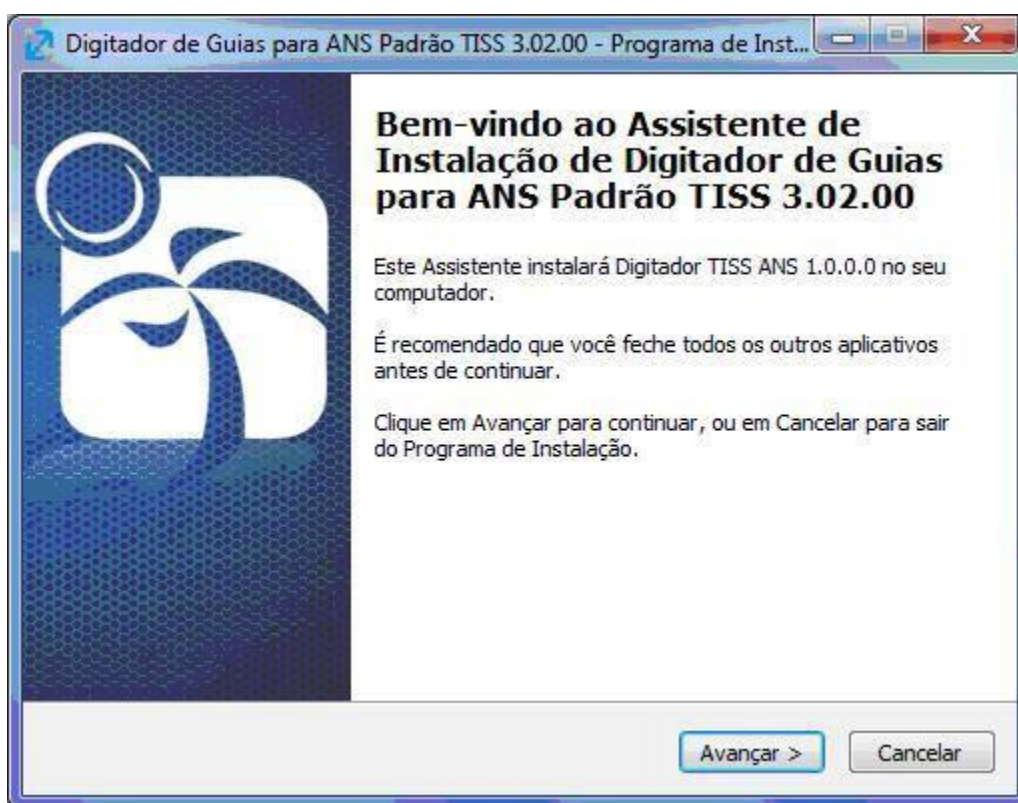 Digitador de Guias para ANS Padrão TISS 3.02.00 - Programa de Inst...
Bem-vindo ao Assistente de
Instalação de Digitador de Guias
para ANS Padrão TISS 3.02.00
Este Assistente instalará Digitador TISS ANS 1.0.0.0 no seu
computador.
É recomendado que você feche todos os outros aplicativos
antes de continuar.
Clique em Avançar para continuar, ou em Cancelar para sair
do Programa de Instalação.
Avançar >
Cancelar